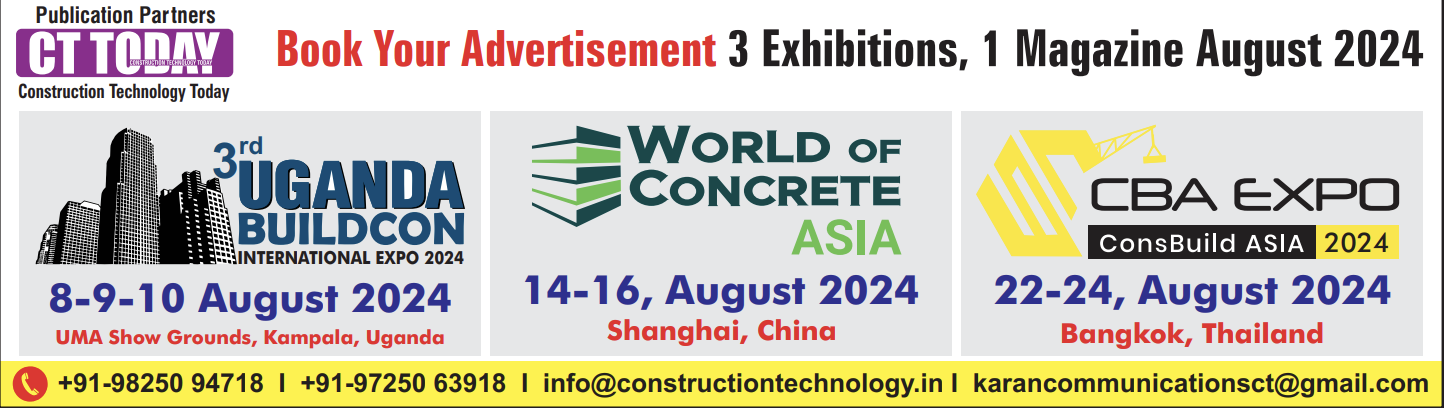 Publication Partners
CT TODAY
CONSTRUCTION TECHNOLOGY TODAY
Construction Technology Today
Book Your Advertisement 3 Exhibitions, 1 Magazine August 2024
3rd
UGANDA
BUILDCON
INTERNATIONAL EXPO 2024
8-9-10 August 2024
UMA Show Grounds, Kampala, Uganda
WORLD OF
CONCRETE
ASIA
14-16, August 2024
Shanghai, China
CBA EXPO
ConsBuild ASIA 2024
22-24, August 2024
Bangkok, Thailand
+91-98250 94718 I +91-97250 63918 I info@constructiontechnology.in I karancommunicationsct@gmail.com